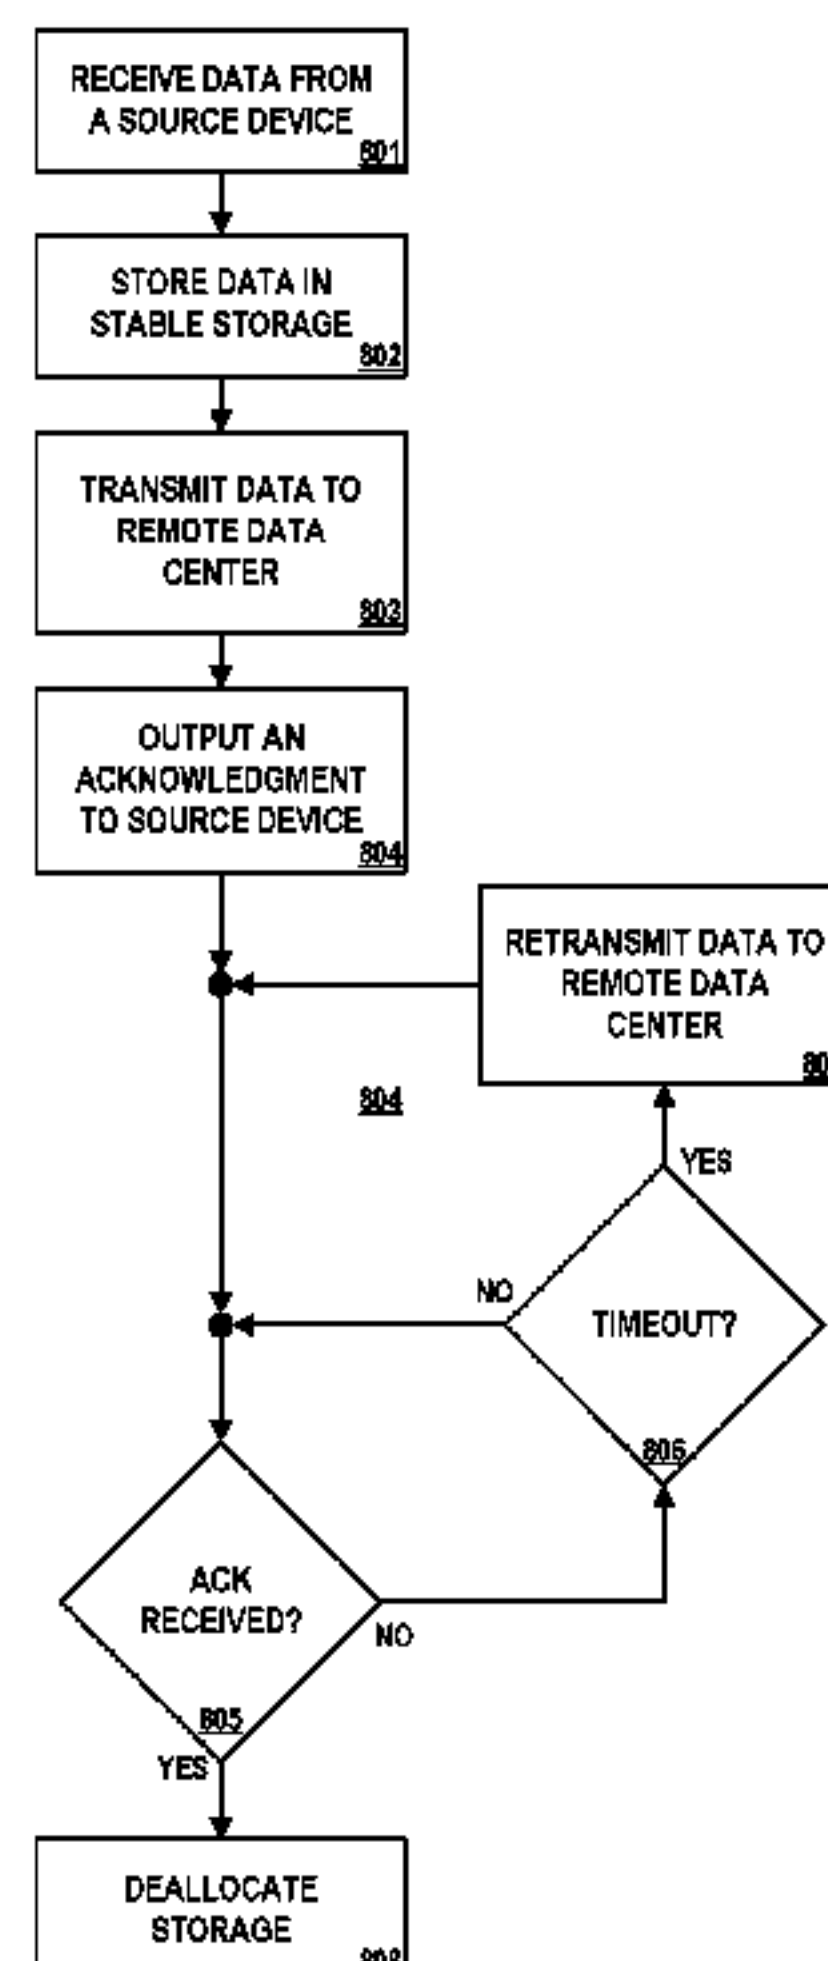 RECEIVE DATA FROM
A SOURCE DEVICE
801
STORE DATA IN
STABLE STORAGE
802
TRANSMIT DATA TO
REMOTE DATA
CENTER
803
OUTPUT AN
ACKNOWLEDGMENT
TO SOURCE DEVICE
804
RETRANSMIT DATA TO
REMOTE DATA
CENTER
804
YES
NO
TIMEOUT?
806
ACK
RECEIVED?
NO
805
YES
DEALLOCATE
STORAGE